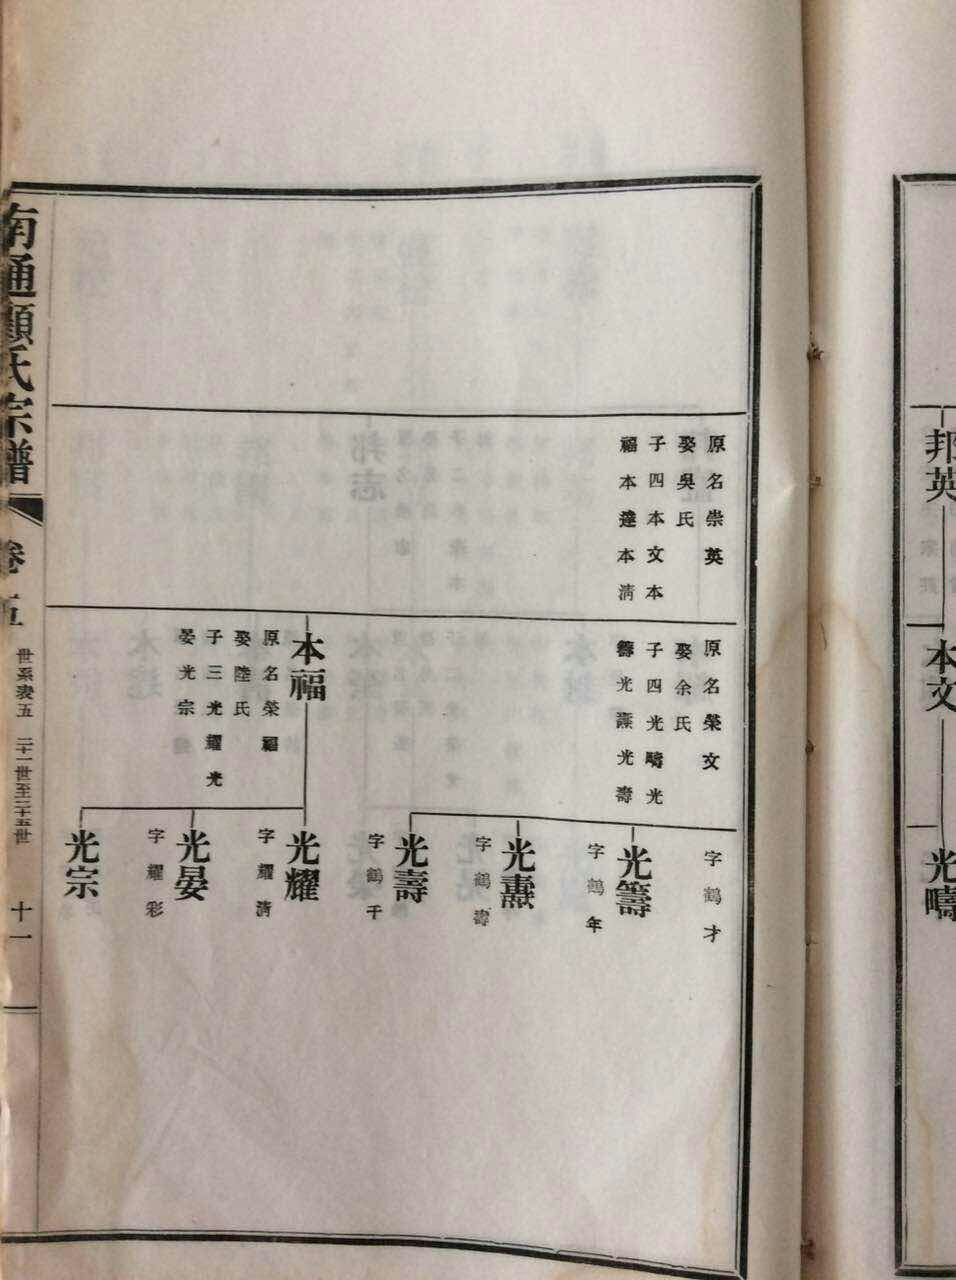 邦英
本文
光疇
原名崇英
娶吳氏
子四本文本
福本達本淸
原名榮文
娶余氏
子四光疇光
籌光燾光壽
字鶴才
光籌
字鶴年
光燾
字鶴壽
光壽
字鶴千
本福
原名榮福
娶陸氏
子三光耀光
晏光宗
光耀
字耀淸
光晏
字耀彩
光宗
南通顧氏宗譜
卷五
世系表五 二十一世至二十五世
十一